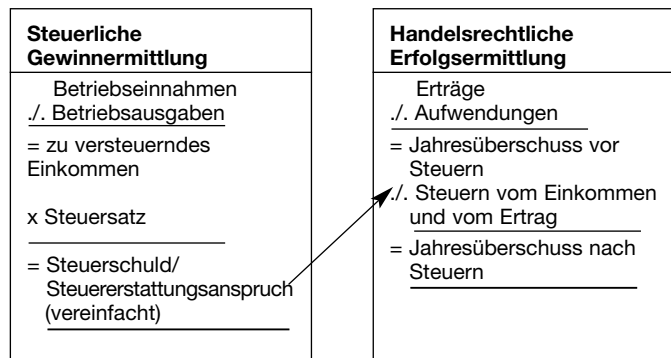 Steuerliche
Gewinnermittlung
Betriebseinnahmen
./. Betriebsausgaben
= zu versteuerndes
Einkommen
x Steuersatz
= Steuerschuld/
Steuererstattungsanspruch
(vereinfacht)
Handelsrechtliche
Erfolgsermittlung
Erträge
./. Aufwendungen
= Jahresüberschuss vor
Steuern
./. Steuern vom Einkommen
und vom Ertrag
= Jahresüberschuss nach
Steuern